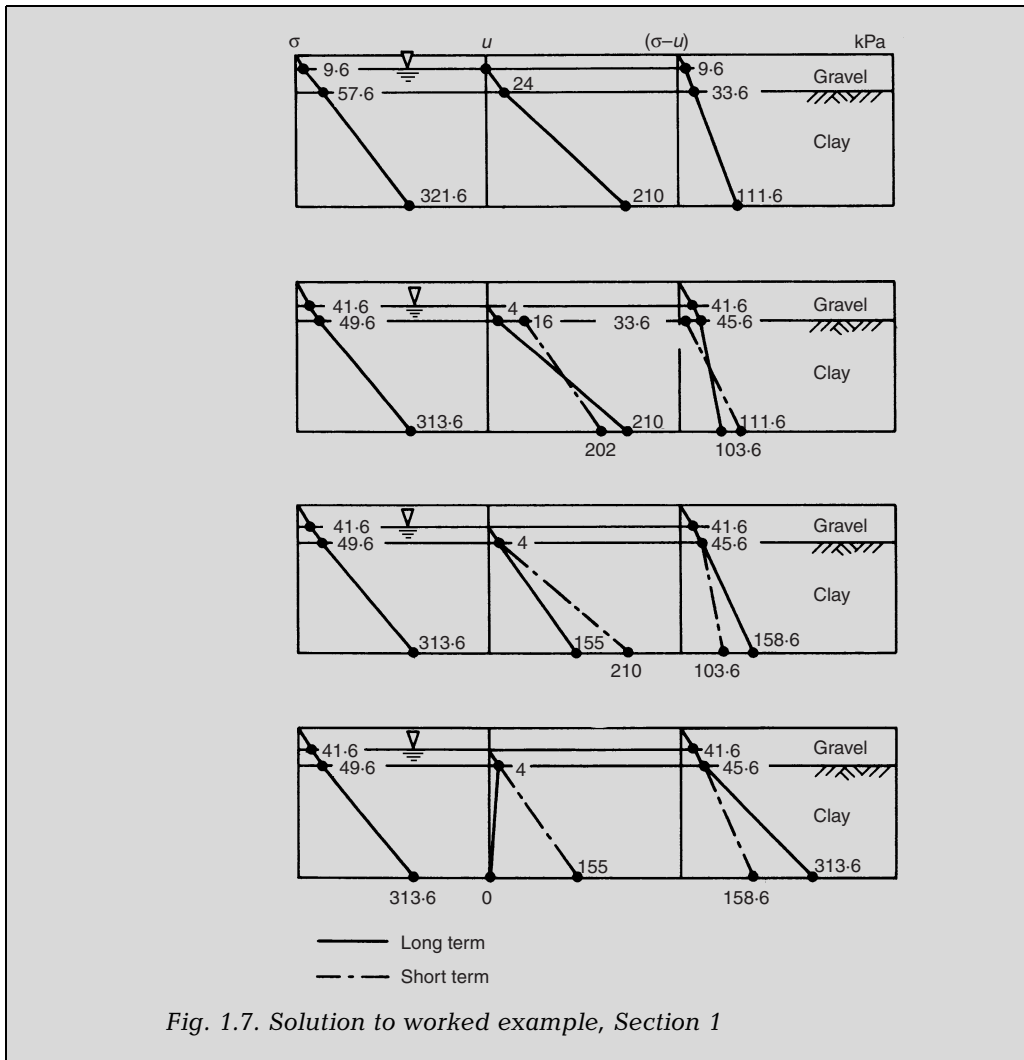 σ u (σ–u) kPa
9·6 9·6 Gravel
57·6 24 33·6
Clay
321·6 210 111·6
41·6 4 41·6 Gravel
49·6 16 33·6 45·6
Clay
313·6 210 111·6
202 103·6
41·6 41·6 Gravel
49·6 4 45·6
Clay
313·6 155 158·6
210 103·6
41·6 41·6 Gravel
49·6 4 45·6
Clay
155 313·6
313·6 0 158·6
Long term
Short term
Fig. 1.7. Solution to worked example, Section 1